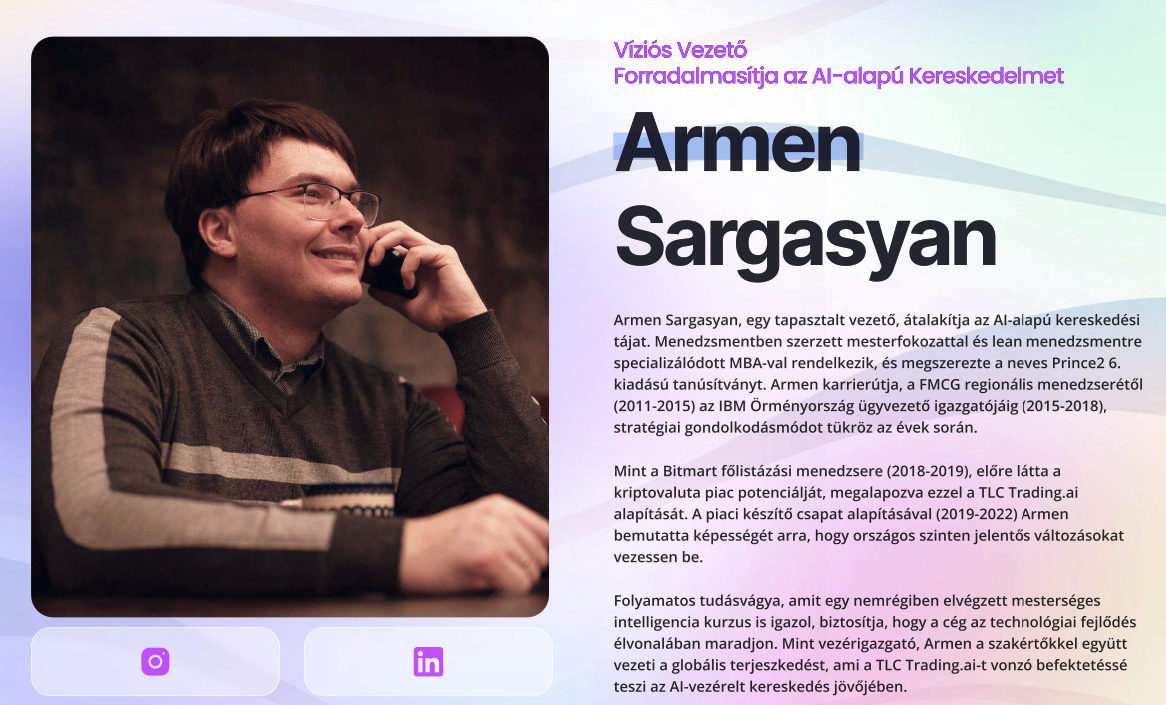 Víziós Vezető
Forradalmasítja az AI-alapú Kereskedelmet
Armen
Sargasyan
Armen Sargasyan, egy tapasztalt vezető, átalakítja az AI-alapú kereskedési
tájat. Menedzsmentben szerzett mesterfokozattal és lean menedzsmentre
specializálódott MBA-val rendelkezik, és megszerezte a neves Prince2 6.
kiadású tanúsítványt. Armen karrierútja, a FMCG regionális menedzserétől
(2011-2015) az IBM Örményország ügyvezető igazgatójáig (2015-2018),
stratégiai gondolkodásmódot tükröz az évek során.
Mint a Bitmart főlistázási menedzsere (2018-2019), előre látta a
kriptovaluta piac potenciálját, megalapozva ezzel a TLC Trading.ai
alapítását. A piaci készítő csapat alapításával (2019-2022) Armen
bemutatta képességét arra, hogy országos szinten jelentős változásokat
vezessen be.
Folyamatos tudásvágya, amit egy nemrégiben elvégzett mesterséges
intelligencia kurzus is igazol, biztosítja, hogy a cég az technológiai fejlődés
élvonalában maradjon. Mint vezérigazgató, Armen a szakértőkkel együtt
vezeti a globális terjeszkedést, ami a TLC Trading.ai-t vonzó befektetéssé
teszi az AI-vezérelt kereskedés jövőjében.